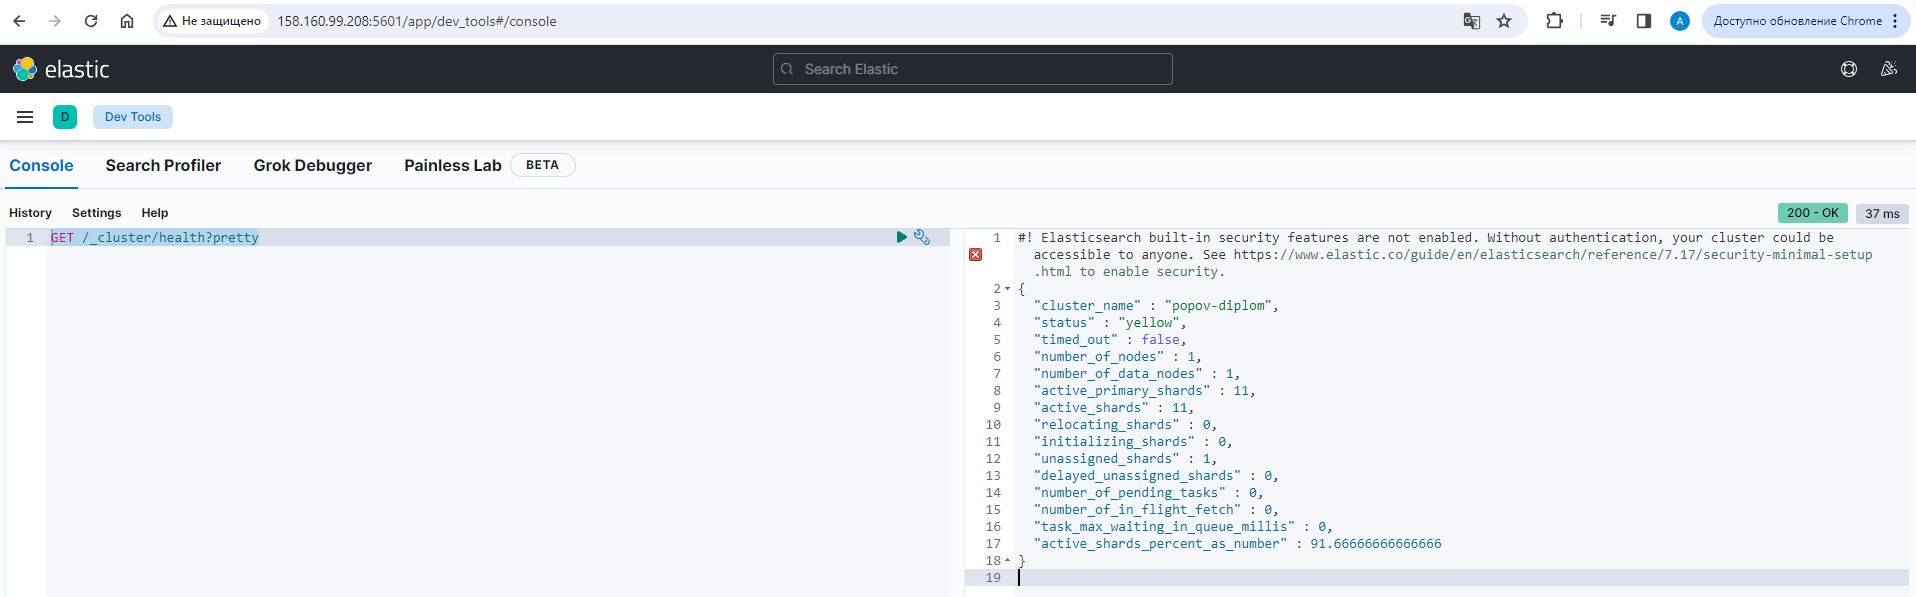 Не защищено
158.160.99.208:5601/app/dev_tools#/console
A
Доступно обновление Chrome
elastic
Search Elastic
D
Dev Tools
Console
Search Profiler
Grok Debugger
Painless Lab
BETA
History
Settings
Help
200 - OK
37 ms
1 GET /_cluster/health?pretty
1 #! Elasticsearch built-in security features are not enabled. Without authentication, your cluster could be
accessible to anyone. See https://www.elastic.co/guide/en/elasticsearch/reference/7.17/security-minimal-setup
.html to enable security.
2 {
3 "cluster_name" : "popov-diplom",
4 "status" : "yellow",
5 "timed_out" : false,
6 "number_of_nodes" : 1,
7 "number_of_data_nodes" : 1,
8 "active_primary_shards" : 11,
9 "active_shards" : 11,
10 "relocating_shards" : 0,
11 "initializing_shards" : 0,
12 "unassigned_shards" : 1,
13 "delayed_unassigned_shards" : 0,
14 "number_of_pending_tasks" : 0,
15 "number_of_in_flight_fetch" : 0,
16 "task_max_waiting_in_queue_millis" : 0,
17 "active_shards_percent_as_number" : 91.66666666666666
18 }
19